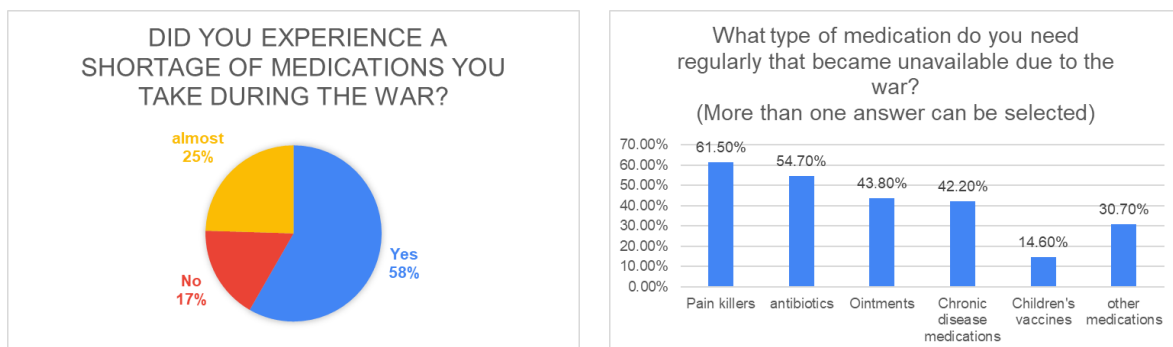 DID YOU EXPERIENCE A
SHORTAGE OF MEDICATIONS YOU
TAKE DURING THE WAR?
almost
25%
No
17%
Yes
58%
What type of medication do you need
regularly that became unavailable due to the
war?
(More than one answer can be selected)
70.00%
60.00%
50.00%
40.00%
30.00%
20.00%
10.00%
0.00%
61.50%
54.70%
43.80%
42.20%
14.60%
30.70%
Pain killers
antibiotics
Ointments
Chronic
disease
medications
Children's
vaccines
other
medications